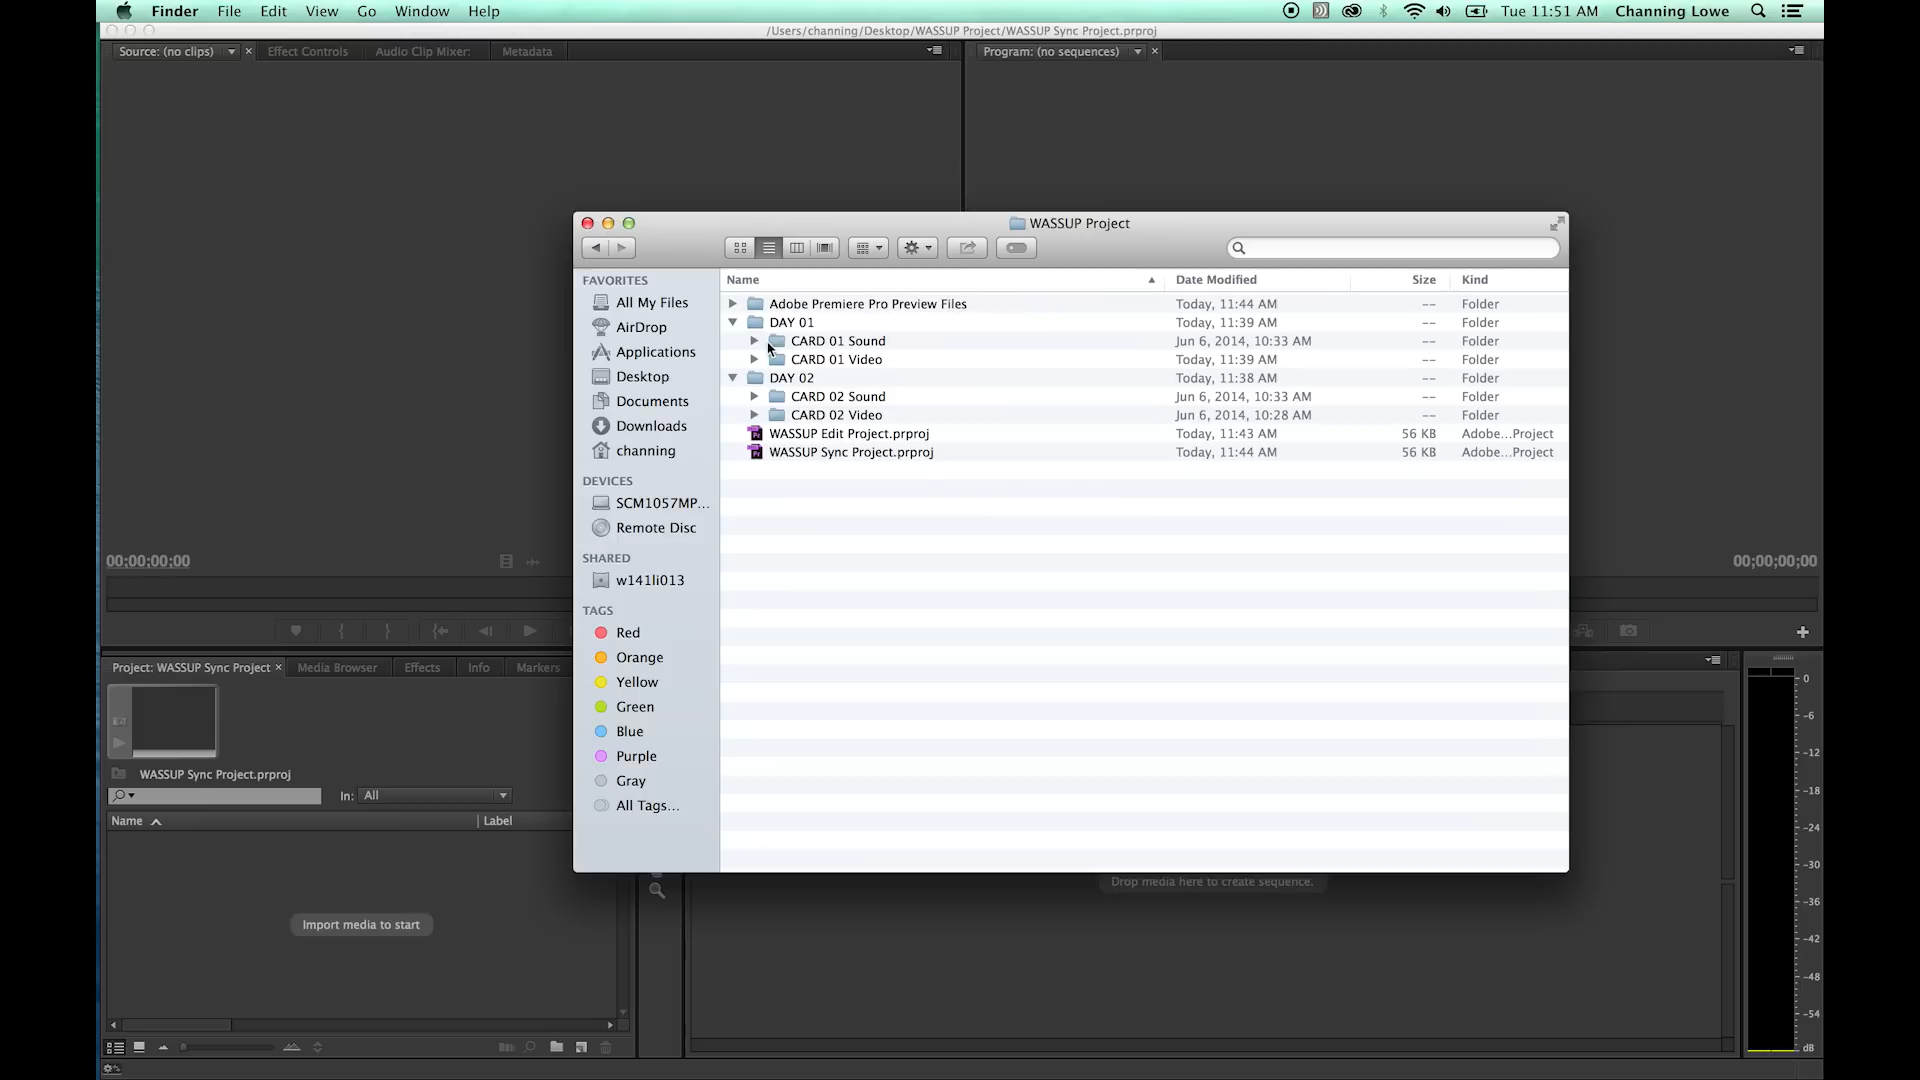 Finder File Edit View Go Window Help Tue 11:51 AM Channing Lowe
/Users/channing/Desktop/WASSUP Project/WASSUP Sync Project.prproj
Source: (no clips) Effect Controls Audio Clip Mixer: Metadata Program: (no sequences)
WASSUP Project
FAVORITES
All My Files
AirDrop
Applications
Desktop
Documents
Downloads
channing
DEVICES
SCM1057MP...
Remote Disc
SHARED
w141li013
TAGS
Red
Orange
Yellow
Green
Blue
Purple
Gray
All Tags...
Name Date Modified Size Kind
Adobe Premiere Pro Preview Files Today, 11:44 AM -- Folder
DAY 01 Today, 11:39 AM -- Folder
CARD 01 Sound Jun 6, 2014, 10:33 AM -- Folder
CARD 01 Video Today, 11:39 AM -- Folder
DAY 02 Today, 11:38 AM -- Folder
CARD 02 Sound Jun 6, 2014, 10:33 AM -- Folder
CARD 02 Video Jun 6, 2014, 10:28 AM -- Folder
WASSUP Edit Project.prproj Today, 11:43 AM 56 KB Adobe...Project
WASSUP Sync Project.prproj Today, 11:44 AM 56 KB Adobe...Project
00;00;00;00
00;00;00;00
Project: WASSUP Sync Project Media Browser Effects Info Markers
WASSUP Sync Project.prproj
In: All
Name Label
Import media to start
Drop media here to create sequence.
0
-6
-12
-18
-24
-30
-36
-42
-48
-54
dB